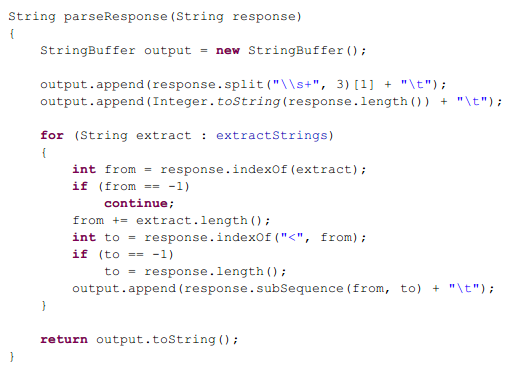 String parseResponse(String response)
{
    StringBuffer output = new StringBuffer();

    output.append(response.split("\\s+", 3)[1] + "\t");
    output.append(Integer.toString(response.length()) + "\t");

    for (String extract : extractStrings)
    {
        int from = response.indexOf(extract);
        if (from == -1)
            continue;
        from += extract.length();
        int to = response.indexOf("<", from);
        if (to == -1)
            to = response.length();
        output.append(response.subSequence(from, to) + "\t");
    }

    return output.toString();
}